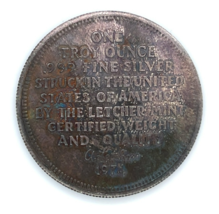 ONE
TROY OUNCE
.999 FINE SILVER
STRUCK IN THE UNITED
STATES OF AMERICA
BY THE LETCHER MINT
CERTIFIED WEIGHT
AND QUALITY